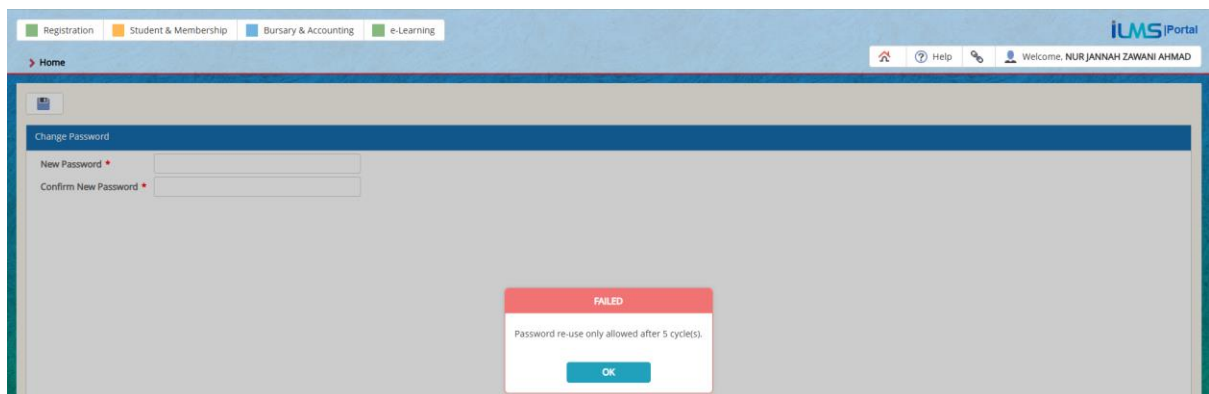 Registration Student & Membership Bursary & Accounting e-Learning
iLMS|Portal
Home
Help Welcome, NUR JANNAH ZAWANI AHMAD
Change Password
New Password *
Confirm New Password *
FAILED
Password re-use only allowed after 5 cycle(s).
OK